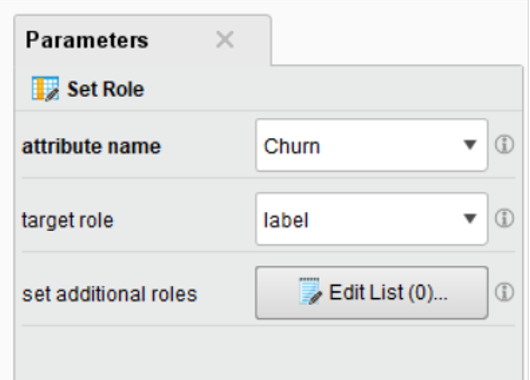 Parameters
Set Role
attribute name Churn
target role label
set additional roles Edit List (0)...